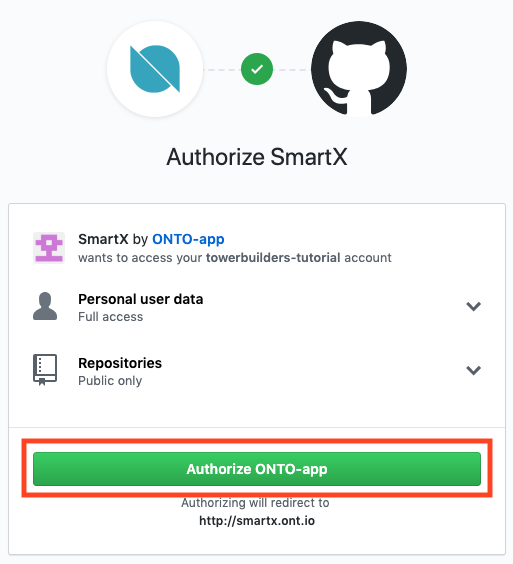 Authorize SmartX
SmartX by ONTO-app
wants to access your towerbuilders-tutorial account
Personal user data
Full access
Repositories
Public only
Authorize ONTO-app
Authorizing will redirect to
http://smartx.ont.io